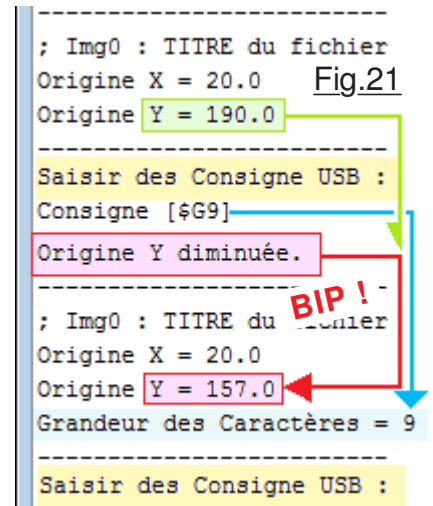 ---------------------------
; Img0 : TITRE du fichier
Origine X = 20.0
Fig.21
Origine Y = 190.0
---------------------------
Saisir des Consigne USB :
Consigne [$G9]
Origine Y diminuée.
---------------------------
BIP !
; Img0 : TITRE du fichier
Origine X = 20.0
Origine Y = 157.0
Grandeur des Caractères = 9
---------------------------
Saisir des Consigne USB :